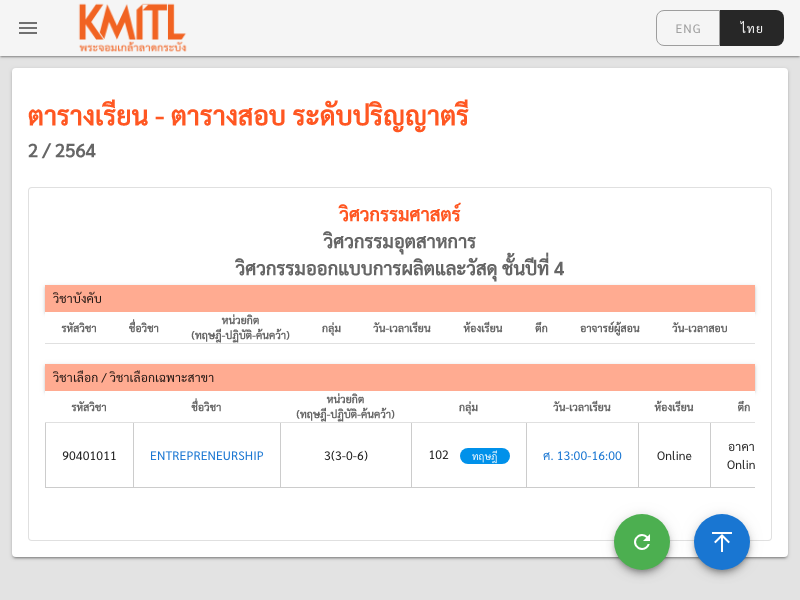 KMITL
พระจอมเกล้าลาดกระบัง
ENG ไทย
ตารางเรียน - ตารางสอบ ระดับปริญญาตรี
2 / 2564
วิศวกรรมศาสตร์
วิศวกรรมอุตสาหการ
วิศวกรรมออกแบบการผลิตและวัสดุ ชั้นปีที่ 4
วิชาบังคับ
รหัสวิชา ชื่อวิชา หน่วยกิต (ทฤษฎี-ปฏิบัติ-ค้นคว้า) กลุ่ม วัน-เวลาเรียน ห้องเรียน ตึก อาจารย์ผู้สอน วัน-เวลาสอบ
วิชาเลือก / วิชาเลือกเฉพาะสาขา
รหัสวิชา ชื่อวิชา หน่วยกิต (ทฤษฎี-ปฏิบัติ-ค้นคว้า) กลุ่ม วัน-เวลาเรียน ห้องเรียน ตึก
90401011 ENTREPRENEURSHIP 3(3-0-6) 102 ทฤษฎี ศ. 13:00-16:00 Online อาคา
Onlin